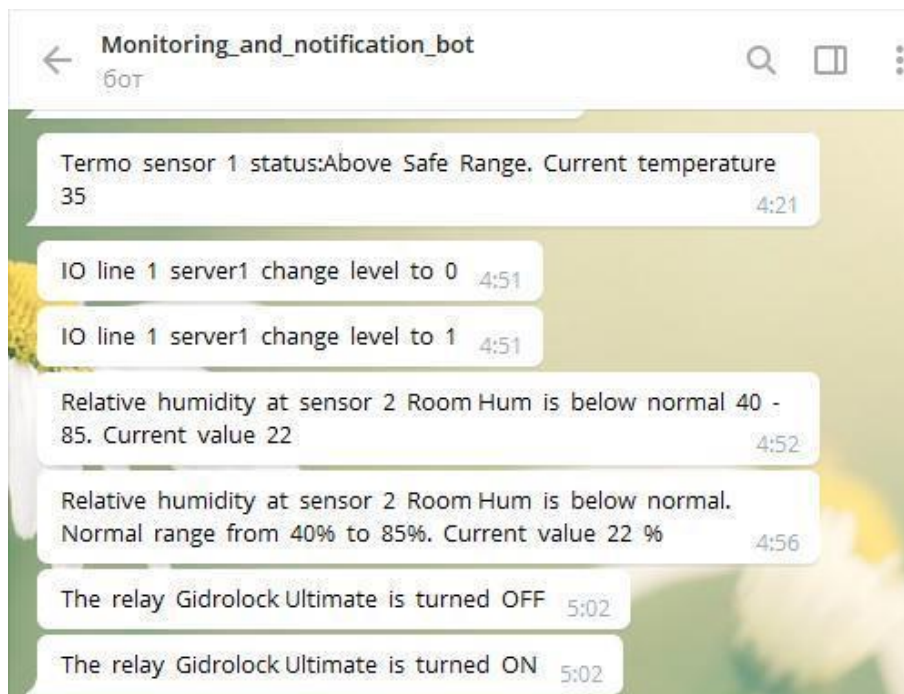 Monitoring_and_notification_bot
бот
Termo sensor 1 status:Above Safe Range. Current temperature
35
4:21
IO line 1 server1 change level to 0 4:51
IO line 1 server1 change level to 1 4:51
Relative humidity at sensor 2 Room Hum is below normal 40 -
85. Current value 22
4:52
Relative humidity at sensor 2 Room Hum is below normal.
Normal range from 40% to 85%. Current value 22 %
4:56
The relay Gidrolock Ultimate is turned OFF 5:02
The relay Gidrolock Ultimate is turned ON 5:02